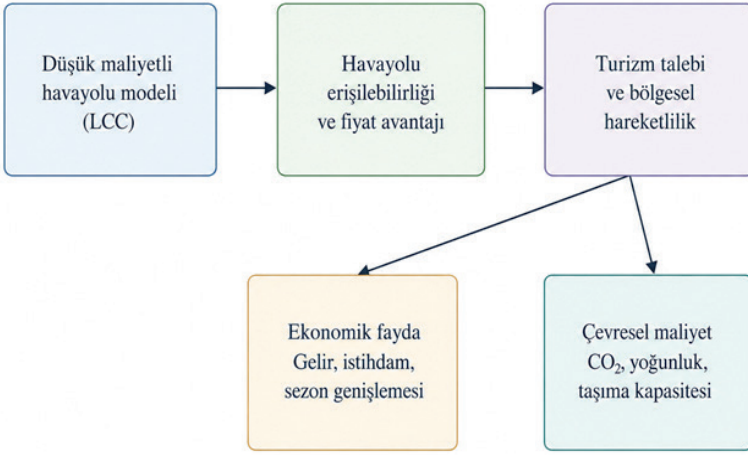 Düşük maliyetli
havayolu modeli
(LCC)
Havayolu
erişilebilirliği
ve fiyat avantajı
Turizm talebi
ve bölgesel
hareketlilik
Ekonomik fayda
Gelir, istihdam,
sezon genişlemesi
Çevresel maliyet
CO₂, yoğunluk,
taşıma kapasitesi